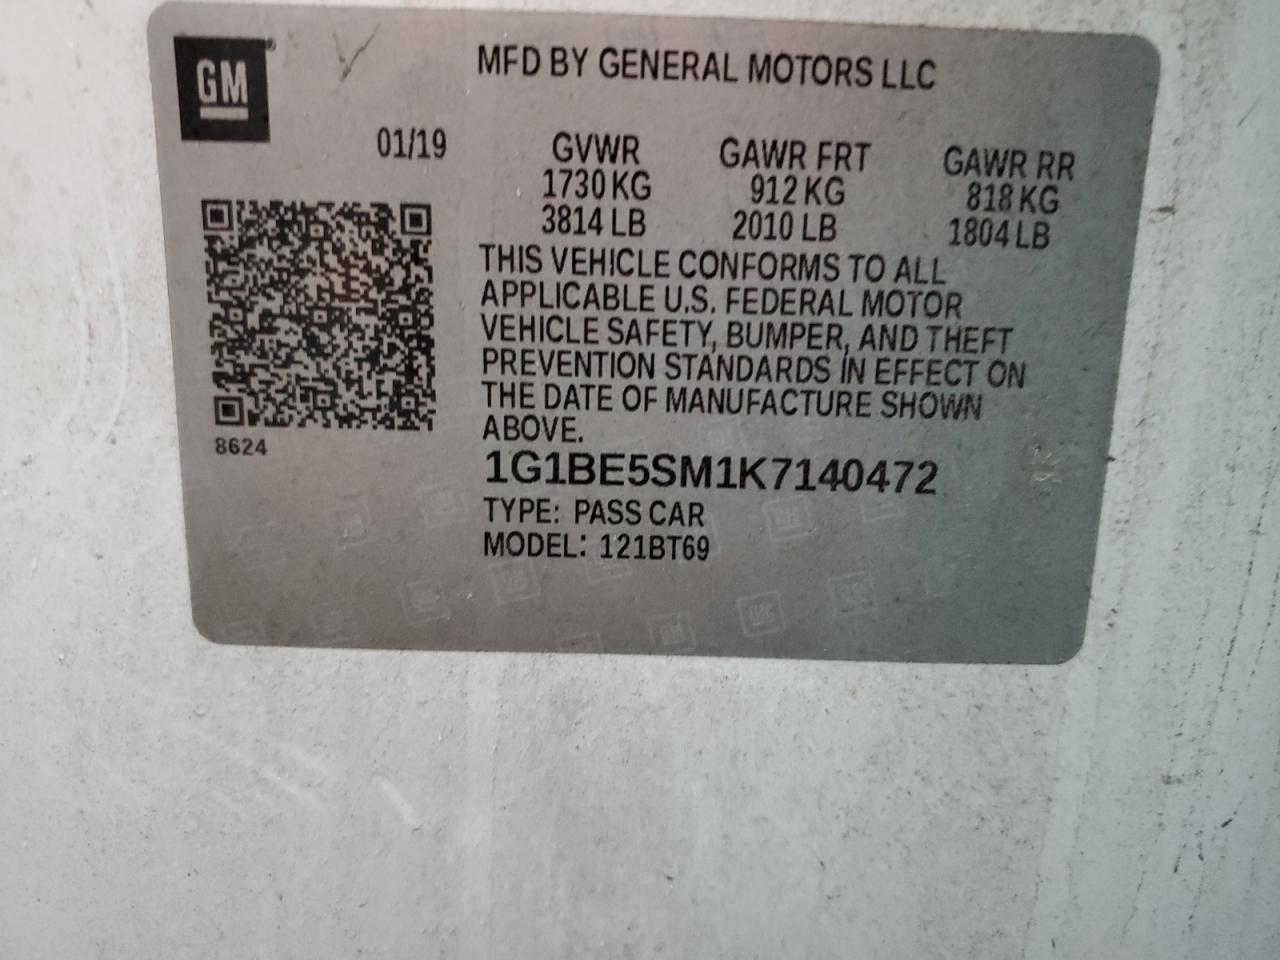 GM
MFD BY GENERAL MOTORS LLC
01/19
GVWR GAWR FRT GAWR RR
1730 KG 912 KG 818 KG
3814 LB 2010 LB 1804 LB
THIS VEHICLE CONFORMS TO ALL
APPLICABLE U.S. FEDERAL MOTOR
VEHICLE SAFETY, BUMPER, AND THEFT
PREVENTION STANDARDS IN EFFECT ON
THE DATE OF MANUFACTURE SHOWN
ABOVE.
8624
1G1BE5SM1K7140472
TYPE: PASS CAR
MODEL: 121BT69